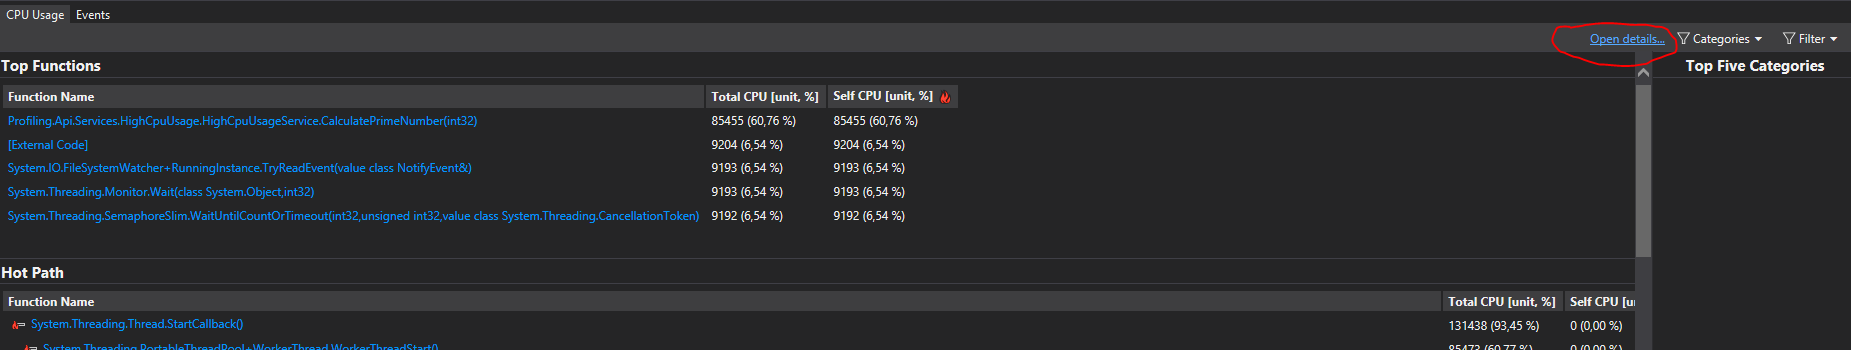 CPU Usage Events
Open details... Categories Filter
Top Functions
Top Five Categories
Function Name Total CPU [unit, %] Self CPU [unit, %]
Profiling.Api.Services.HighCpuUsage.HighCpuUsageService.CalculatePrimeNumber(int32) 85455 (60,76 %) 85455 (60,76 %)
[External Code] 9204 (6,54 %) 9204 (6,54 %)
System.IO.FileSystemWatcher+RunningInstance.TryReadEvent(value class NotifyEvent&) 9193 (6,54 %) 9193 (6,54 %)
System.Threading.Monitor.Wait(class System.Object,int32) 9193 (6,54 %) 9193 (6,54 %)
System.Threading.SemaphoreSlim.WaitUntilCountOrTimeout(int32,unsigned int32,value class System.Threading.CancellationToken) 9192 (6,54 %) 9192 (6,54 %)
Hot Path
Function Name Total CPU [unit, %] Self CPU [u
System.Threading.Thread.StartCallback() 131438 (93,45 %) 0 (0,00 %)
System.Threading.PortableThreadPool+WorkerThread.WorkerThreadStart() 85473 (60,77 %) 0 (0,00 %)